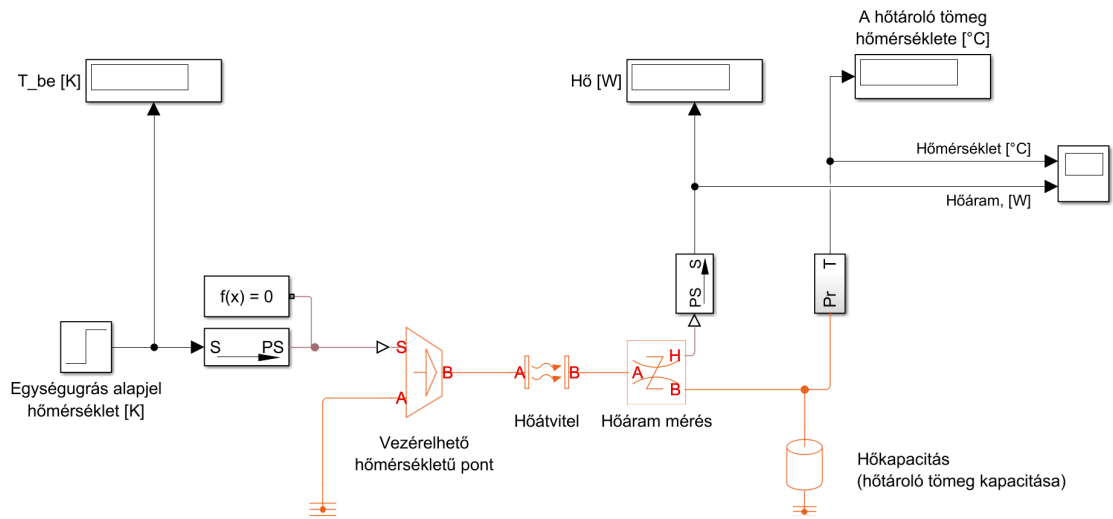 A hőtároló tömeg
hőmérséklete [°C]
T_be [K]
Hő [W]
Hőmérséklet [°C]
Hőáram, [W]
S
PS
T
Pr
f(x) = 0
S PS
Egységugrás alapjel
hőmérséklet [K]
S
A
B
Vezérelhető
hőmérsékletű pont
A B
Hőátvitel
A
H
B
Hőáram mérés
Hőkapacitás
(hőtároló tömeg kapacitása)